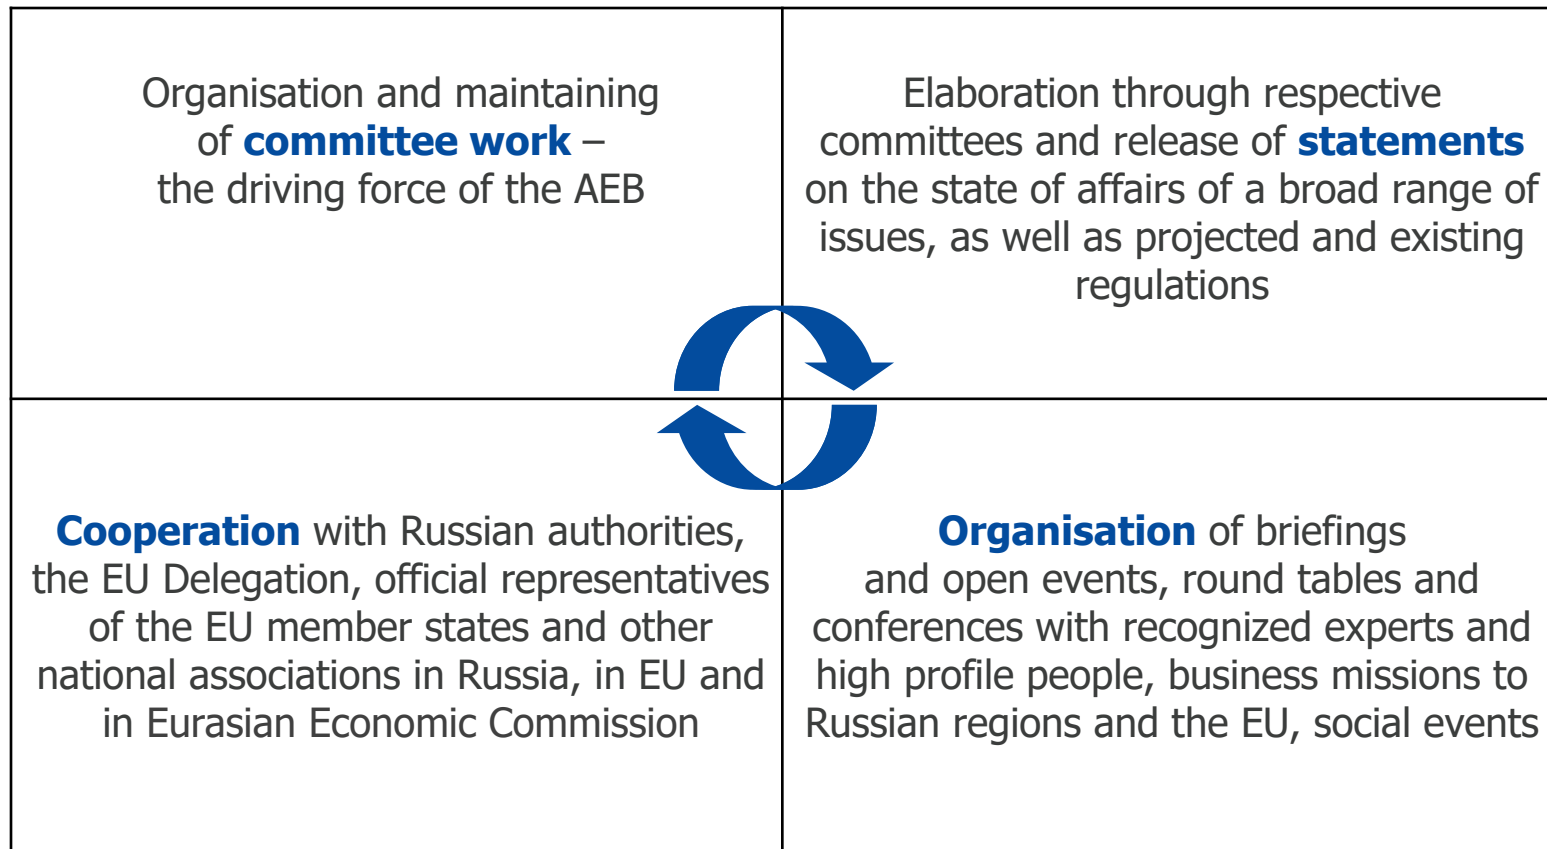 Organisation and maintaining
of committee work –
the driving force of the AEB
Elaboration through respective
committees and release of statements
on the state of affairs of a broad range of
issues, as well as projected and existing
regulations
Cooperation with Russian authorities,
the EU Delegation, official representatives
of the EU member states and other
national associations in Russia, in EU and
in Eurasian Economic Commission
Organisation of briefings
and open events, round tables and
conferences with recognized experts and
high profile people, business missions to
Russian regions and the EU, social events